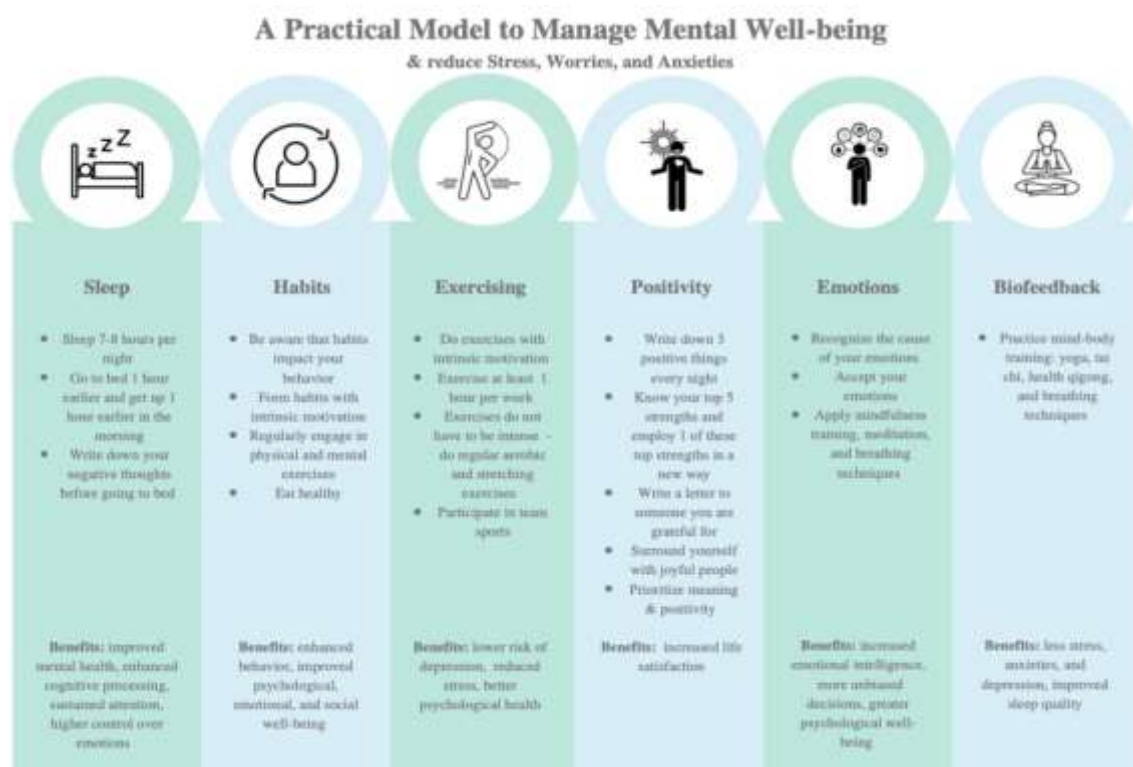 A Practical Model to Manage Mental Well-being
& reduce Stress, Worries, and Anxieties
z z Z
Sleep
• Sleep 7-8 hours per
night
• Go to bed 1 hour
earlier and get up 1
hour earlier in the
morning
• Write down your
negative thoughts
before going to bed
Benefits: improved
mental health, enhanced
cognitive processing,
sustained attention,
higher control over
emotions
Habits
• Be aware that habits
impact your
behavior
• Form habits with
intrinsic motivation
• Regularly engage in
physical and mental
exercises
• Eat healthy
Benefits: enhanced
behavior, improved
psychological,
emotional, and social
well-being
Exercising
• Do exercises with
intrinsic motivation
• Exercise at least 1
hour per week
• Exercises do not
have to be intense -
do regular aerobic
and stretching
exercises
• Participate in team
sports
Benefits: lower risk of
depression, reduced
stress, better
psychological health
Positivity
• Write down 3
positive things
every night
• Know your top 5
strengths and
employ 1 of these
top strengths in a
new way
• Write a letter to
someone you are
grateful for
• Surround yourself
with joyful people
• Prioritize meaning
& positivity
Benefits: increased life
satisfaction
Emotions
• Recognize the cause
of your emotions
• Accept your
emotions
• Apply mindfulness
training, meditation,
and breathing
techniques
Benefits: increased
emotional intelligence,
more unbiased
decisions, greater
psychological well-
being
Biofeedback
• Practice mind-body
training: yoga, tai
chi, health qigong,
and breathing
techniques
Benefits: less stress,
anxieties, and
depression, improved
sleep quality